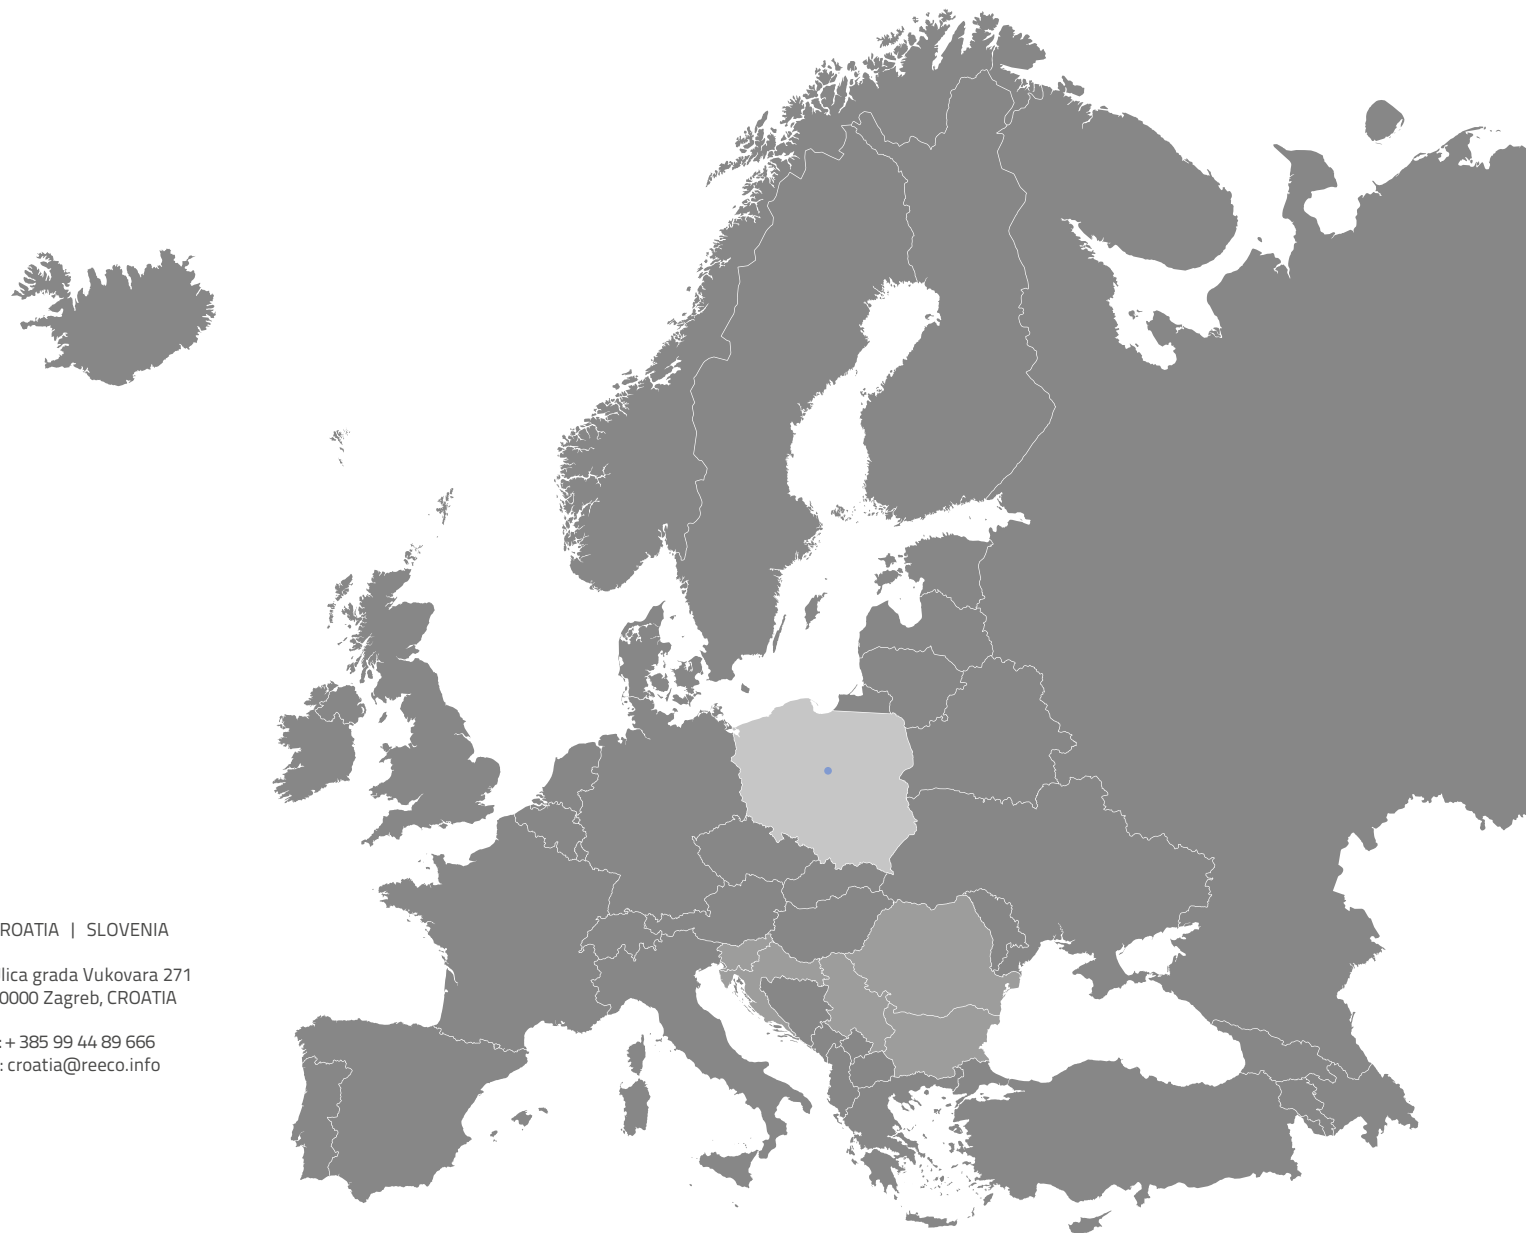 ROATIA | SLOVENIA
lica grada Vukovara 271
0000 Zagreb, CROATIA
: + 385 99 44 89 666
: croatia@reeco.info